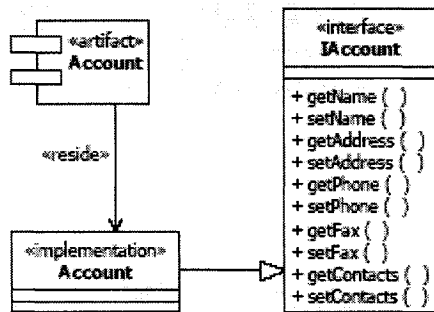 «artifact»
Account
«reside»
«implementation»
Account
«interface»
IAccount
+ getName ( )
+ setName ( )
+ getAddress ( )
+ setAddress ( )
+ getPhone ( )
+ setPhone ( )
+ getFax ( )
+ setFax ( )
+ getContacts ( )
+ setContacts ( )